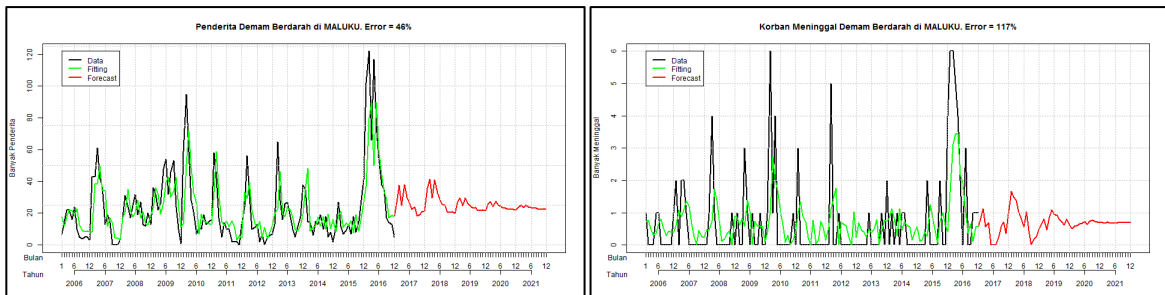 Penderita Demam Berdarah di MALUKU. Error = 46%
Data
Fitting
Forecast
Banyak Penderita
120
100
80
60
40
20
0
Bulan
1 6 12 6 12 6 12 6 12 6 12 6 12 6 12 6 12 6 12 6 12 6 12 6 12 6 12 6 12 6 12 6 12
Tahun
2006 2007 2008 2009 2010 2011 2012 2013 2014 2015 2016 2017 2018 2019 2020 2021
Korban Meninggal Demam Berdarah di MALUKU. Error = 117%
Data
Fitting
Forecast
Banyak Meninggal
6
5
4
3
2
1
0
Bulan
1 6 12 6 12 6 12 6 12 6 12 6 12 6 12 6 12 6 12 6 12 6 12 6 12 6 12 6 12 6 12 6 12
Tahun
2006 2007 2008 2009 2010 2011 2012 2013 2014 2015 2016 2017 2018 2019 2020 2021